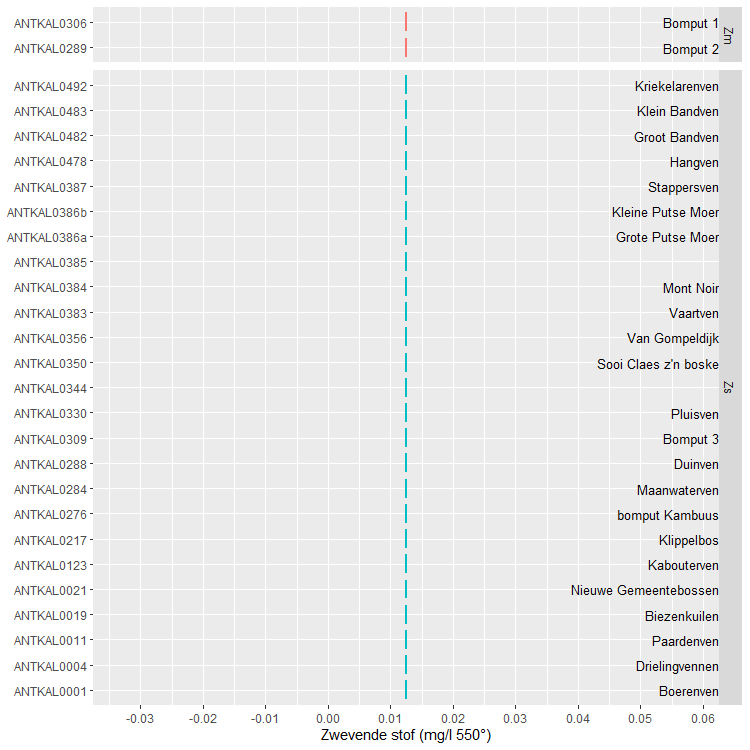 ANTKAL0306 Bomput 1
ANTKAL0289 Bomput 2
Zm
ANTKAL0492 Kriekelarenven
ANTKAL0483 Klein Bandven
ANTKAL0482 Groot Bandven
ANTKAL0478 Hangven
ANTKAL0387 Stappersven
ANTKAL0386b Kleine Putse Moer
ANTKAL0386a Grote Putse Moer
ANTKAL0385
ANTKAL0384 Mont Noir
ANTKAL0383 Vaartven
ANTKAL0356 Van Gompeldijk
ANTKAL0350 Sooi Claes z'n boske
ANTKAL0344
Zs
ANTKAL0330 Pluisven
ANTKAL0309 Bomput 3
ANTKAL0288 Duinven
ANTKAL0284 Maanwaterven
ANTKAL0276 bomput Kambuus
ANTKAL0217 Klippelbos
ANTKAL0123 Kabouterven
ANTKAL0021 Nieuwe Gemeentebossen
ANTKAL0019 Biezenkuilen
ANTKAL0011 Paardenven
ANTKAL0004 Drielingvennen
ANTKAL0001 Boerenven
-0.03 -0.02 -0.01 0.00 0.01 0.02 0.03 0.04 0.05 0.06
Zwevende stof (mg/l 550°)